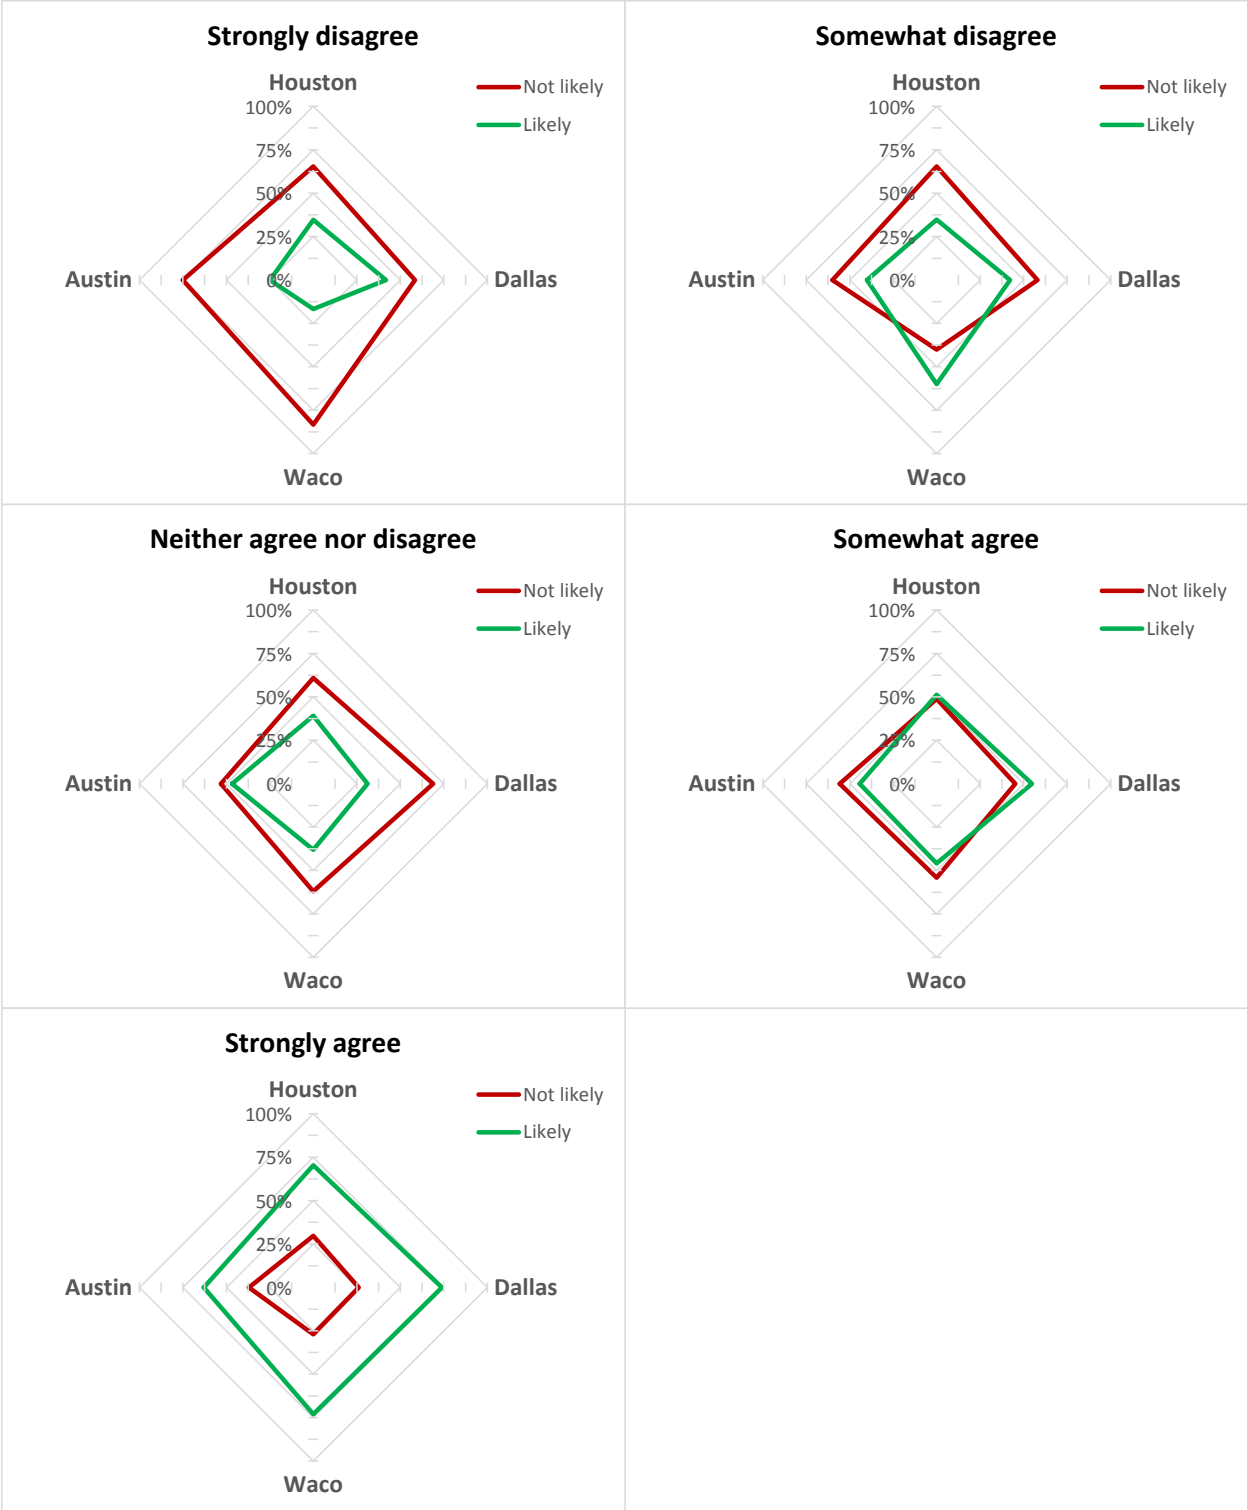 Strongly disagree
Houston
Not likely
Likely
100%
75%
50%
25%
0%
Austin
Dallas
Waco
Somewhat disagree
Houston
Not likely
Likely
100%
75%
50%
25%
0%
Austin
Dallas
Waco
Neither agree nor disagree
Houston
Not likely
Likely
100%
75%
50%
25%
0%
Austin
Dallas
Waco
Somewhat agree
Houston
Not likely
Likely
100%
75%
50%
25%
0%
Austin
Dallas
Waco
Strongly agree
Houston
Not likely
Likely
100%
75%
50%
25%
0%
Austin
Dallas
Waco